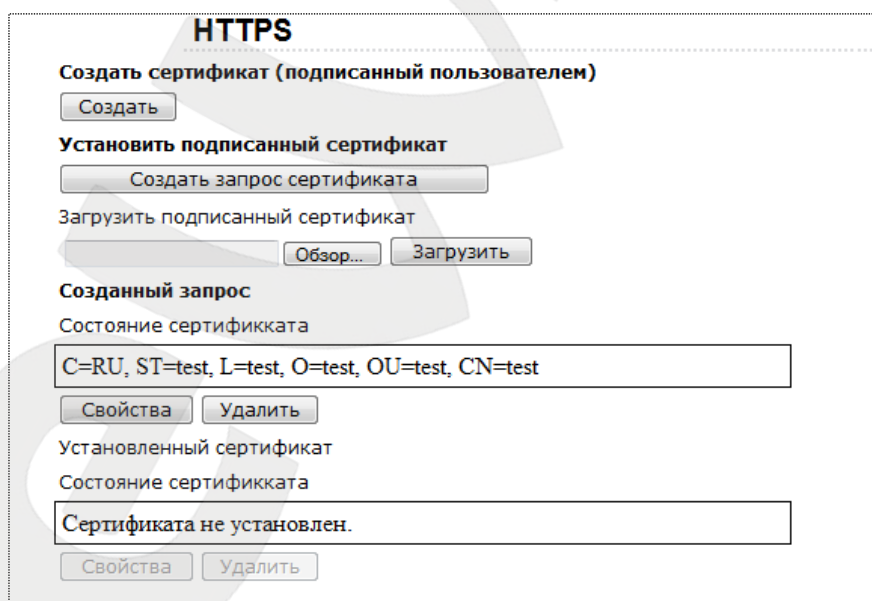 HTTPS
Создать сертификат (подписанный пользователем)
Создать
Установить подписанный сертификат
Создать запрос сертификата
Загрузить подписанный сертификат
Обзор... Загрузить
Созданный запрос
Состояние сертификката
C=RU, ST=test, L=test, O=test, OU=test, CN=test
Свойства Удалить
Установленный сертификат
Состояние сертификката
Сертификата не установлен.
Свойства Удалить